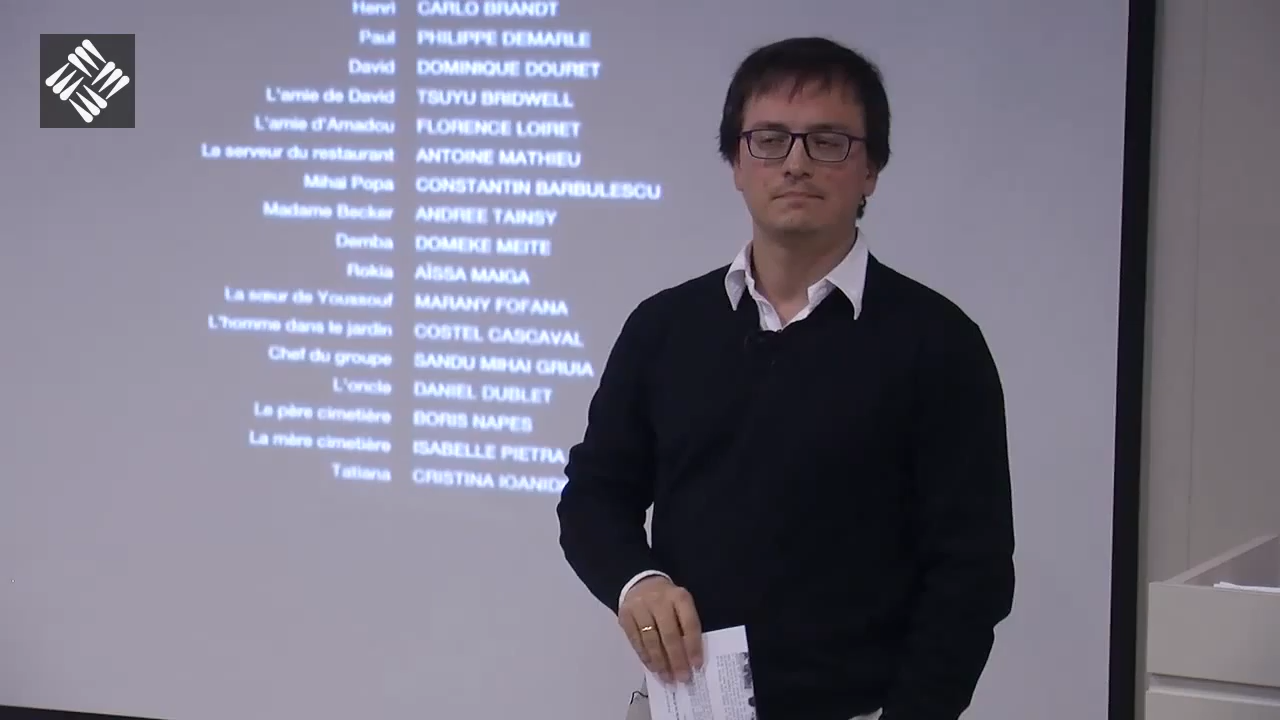 Henri CARLO BRANDT
Paul PHILIPPE DEMARLE
David DOMINIQUE DOURET
L'amie de David TSUYU BRIDWELL
L'amie d'Amadou FLORENCE LOIRET
Le serveur du restaurant ANTOINE MATHIEU
Mihai Popa CONSTANTIN BARBULESCU
Madame Becker ANDREE TAINSY
Demba DOMEKE MEITE
Rokia AÏSSA MAIGA
La sœur de Youssouf MARANY FOFANA
L'homme dans le jardin COSTEL CASCAVAL
Chef du groupe SANDU MIHAI GRUIA
L'oncle DANIEL DUBLET
Le père cimetière BORIS NAPES
La mère cimetière ISABELLE PIETRA
Tatiana CRISTINA